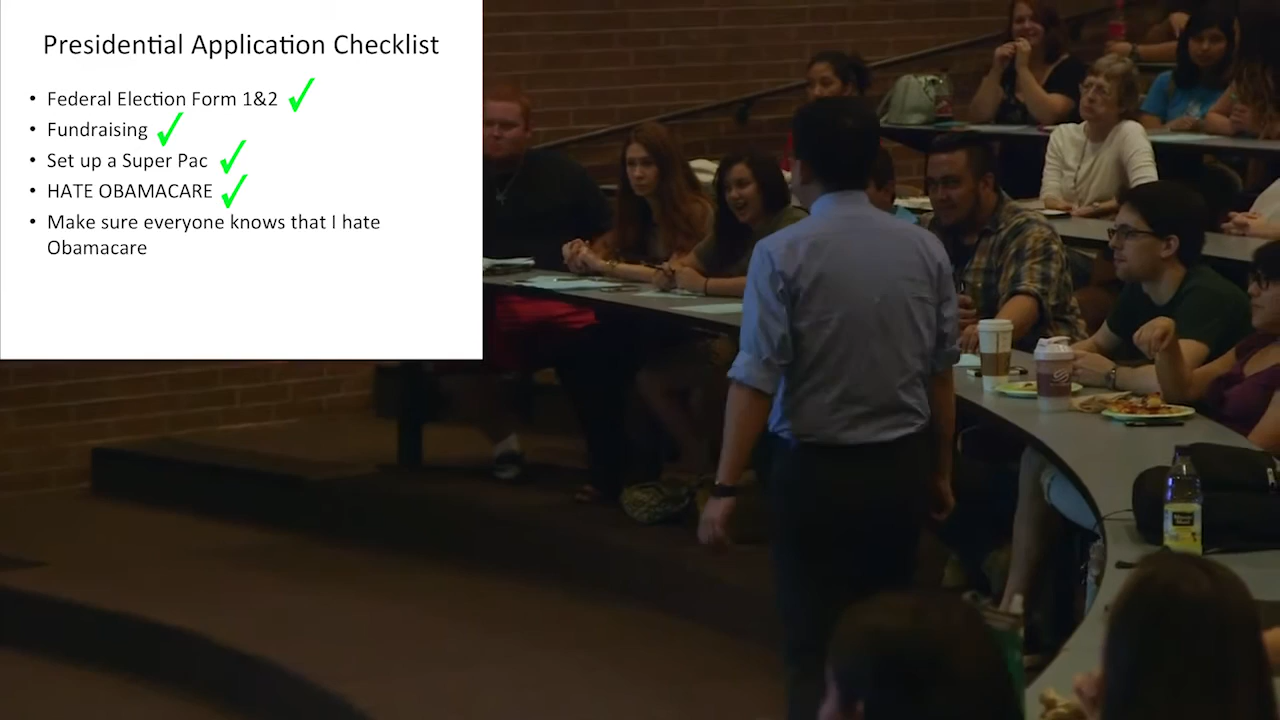 Presidential Application Checklist
• Federal Election Form 1&2 ✓
• Fundraising ✓
• Set up a Super Pac ✓
• HATE OBAMACARE ✓
• Make sure everyone knows that I hate
Obamacare